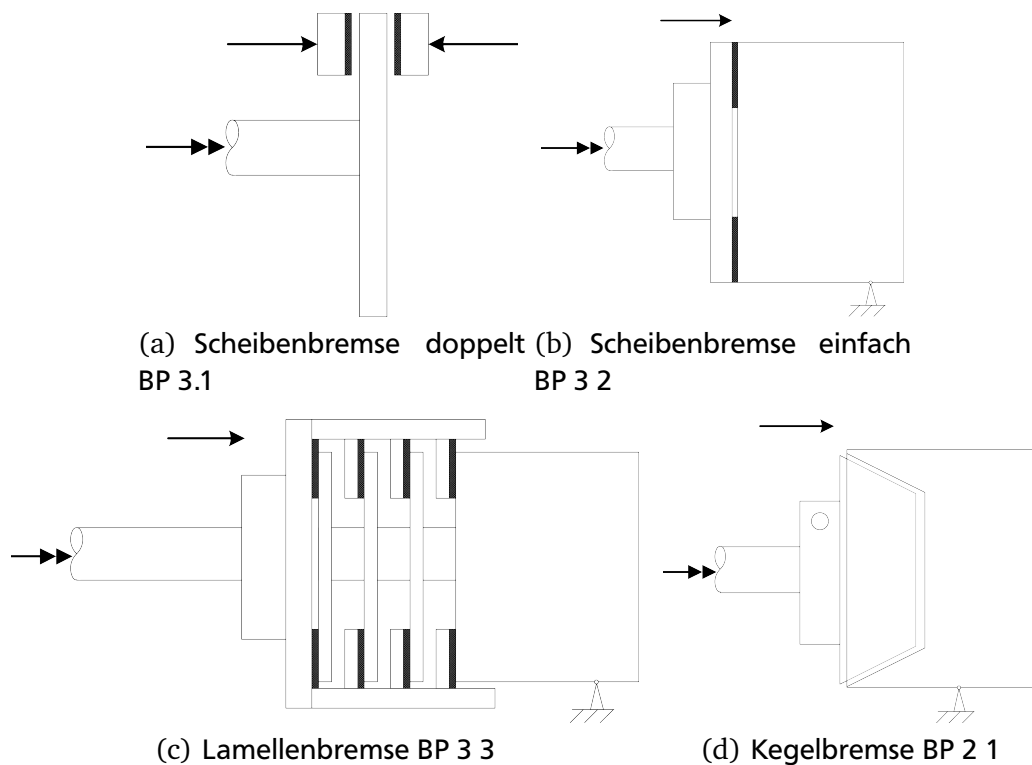 (a) Scheibenbremse doppelt
BP 3.1
(b) Scheibenbremse einfach
BP 3 2
(c) Lamellenbremse BP 3 3
(d) Kegelbremse BP 2 1